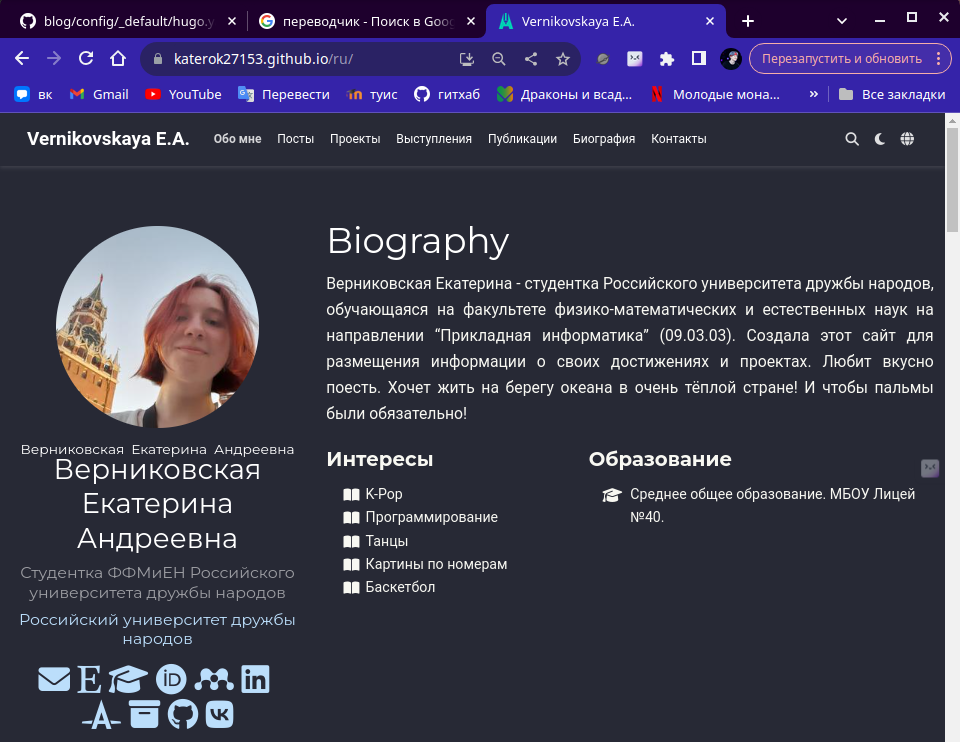 blog/config/_default/hugo.y
переводчик - Поиск в Goo
Vernikovskaya E.A.
katerok27153.github.io/ru/
Перезапустить и обновить
вк
Gmail
YouTube
Перевести
туис
гитхаб
Драконы и всад...
Молодые мона...
»
Все закладки
Vernikovskaya E.A.
Обо мне
Посты
Проекты
Выступления
Публикации
Биография
Контакты
Biography
Верниковская Екатерина - студентка Российского университета дружбы народов,
обучающаяся на факультете физико-математических и естественных наук на
направлении “Прикладная информатика” (09.03.03). Создала этот сайт для
размещения информации о своих достижениях и проектах. Любит вкусно
поесть. Хочет жить на берегу океана в очень тёплой стране! И чтобы пальмы
были обязательно!
Верниковская Екатерина Андреевна
Верниковская
Екатерина
Андреевна
Студентка ФФМиЕН Российского
университета дружбы народов
Российский университет дружбы
народов
Интересы
K-Pop
Программирование
Танцы
Картины по номерам
Баскетбол
Образование
Среднее общее образование. МБОУ Лицей
№40.